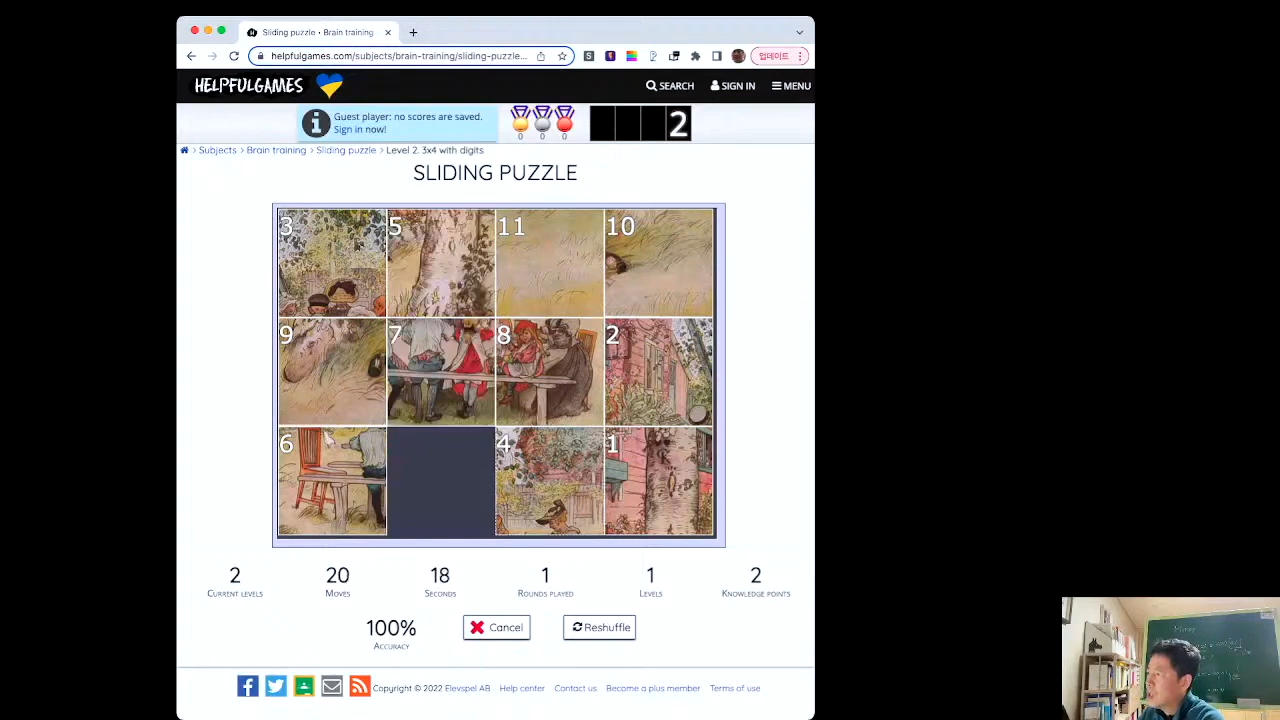 Sliding puzzle • Brain training
helpfulgames.com/subjects/brain-training/sliding-puzzle...
업데이트
HELPFULGAMES
SEARCH
SIGN IN
MENU
Guest player: no scores are saved.
Sign in now!
0 0 0
2
> Subjects > Brain training > Sliding puzzle > Level 2. 3x4 with digits
SLIDING PUZZLE
3 5 11 10
9 7 8 2
6 4 1
2 20 18 1 1 2
CURRENT LEVELS MOVES SECONDS ROUNDS PLAYED LEVELS KNOWLEDGE POINTS
100%
ACCURACY
Cancel
Reshuffle
Copyright © 2022 Elevspel AB Help center Contact us Become a plus member Terms of use